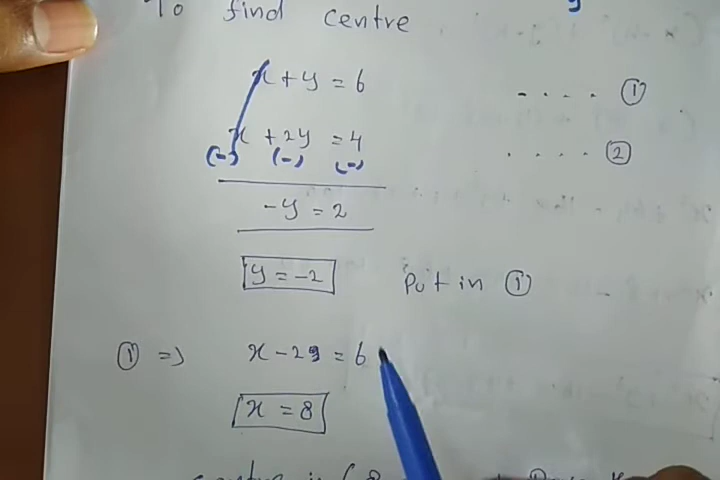 To find centre
x + y = 6 .... ①
x + 2y = 4 .... ②
(-) (-) (-)
-y = 2
y = -2 Put in ①
① => x - 2y = 6
x = 8